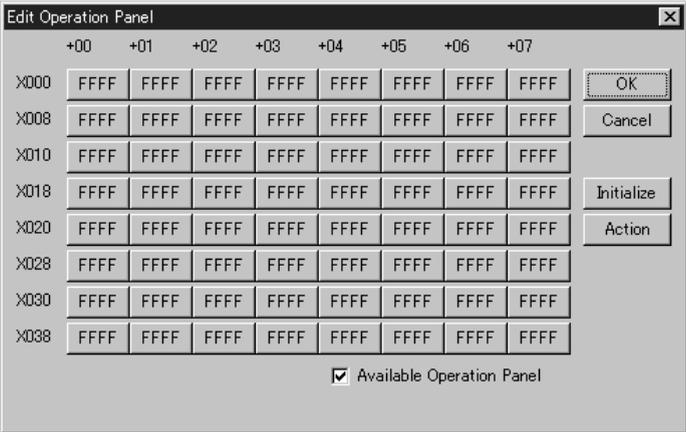 Edit Operation Panel
+00 +01 +02 +03 +04 +05 +06 +07
X000 FFFF FFFF FFFF FFFF FFFF FFFF FFFF FFFF OK
X008 FFFF FFFF FFFF FFFF FFFF FFFF FFFF FFFF Cancel
X010 FFFF FFFF FFFF FFFF FFFF FFFF FFFF FFFF
X018 FFFF FFFF FFFF FFFF FFFF FFFF FFFF FFFF Initialize
X020 FFFF FFFF FFFF FFFF FFFF FFFF FFFF FFFF Action
X028 FFFF FFFF FFFF FFFF FFFF FFFF FFFF FFFF
X030 FFFF FFFF FFFF FFFF FFFF FFFF FFFF FFFF
X038 FFFF FFFF FFFF FFFF FFFF FFFF FFFF FFFF
Available Operation Panel